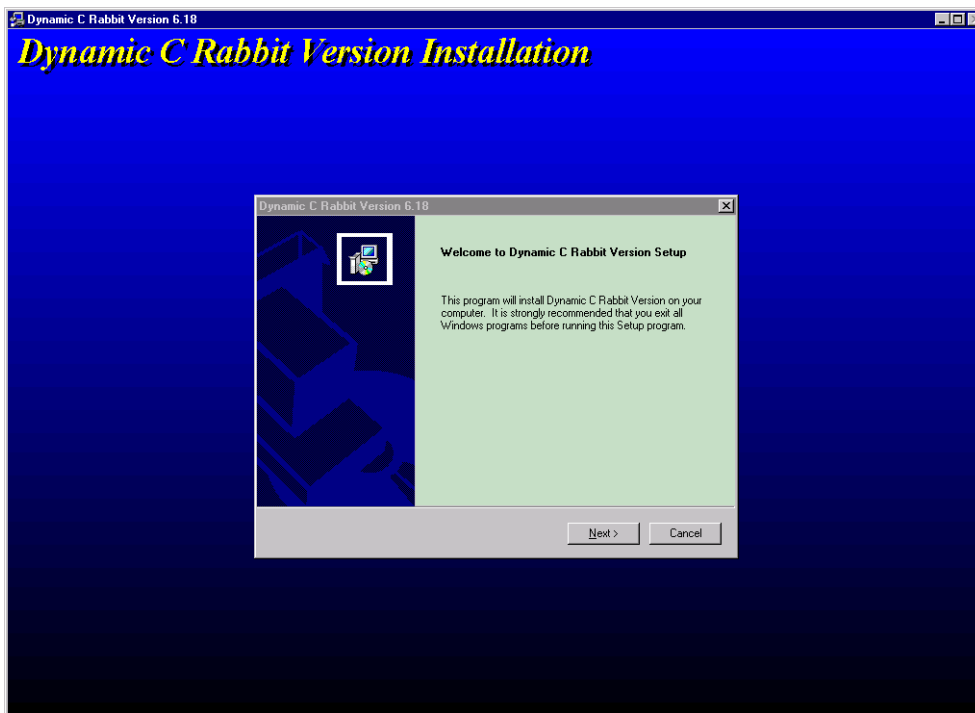 Dynamic C Rabbit Version 6.18
Dynamic C Rabbit Version Installation
Dynamic C Rabbit Version 6.18
Welcome to Dynamic C Rabbit Version Setup
This program will install Dynamic C Rabbit Version on your
computer. It is strongly recommended that you exit all
Windows programs before running this Setup program.
Next >
Cancel